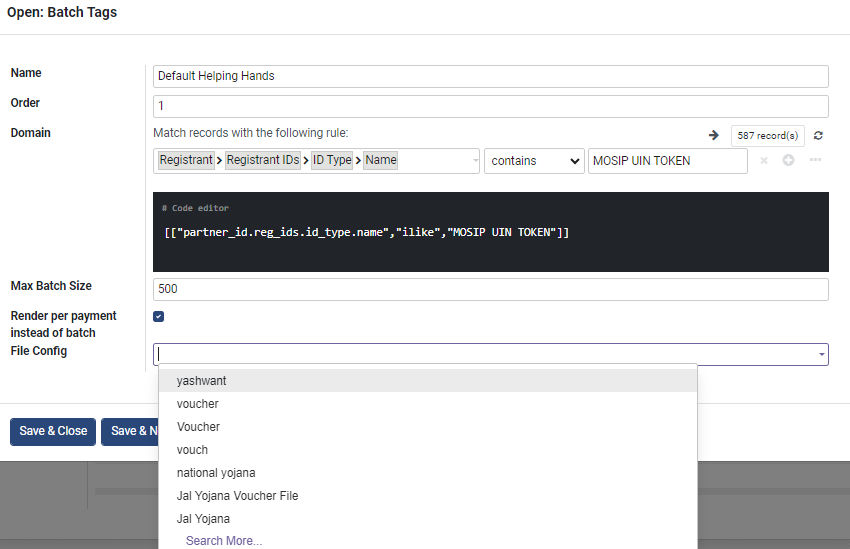 Open: Batch Tags
Name
Default Helping Hands
Order
1
Domain
Match records with the following rule:
587 record(s)
Registrant > Registrant IDs > ID Type > Name
contains
MOSIP UIN TOKEN
# Code editor
[["partner_id.reg_ids.id_type.name","ilike","MOSIP UIN TOKEN"]]
Max Batch Size
500
Render per payment
instead of batch
File Config
yashwant
voucher
Voucher
vouch
national yojana
Jal Yojana Voucher File
Jal Yojana
Search More...
Save & Close
Save & N